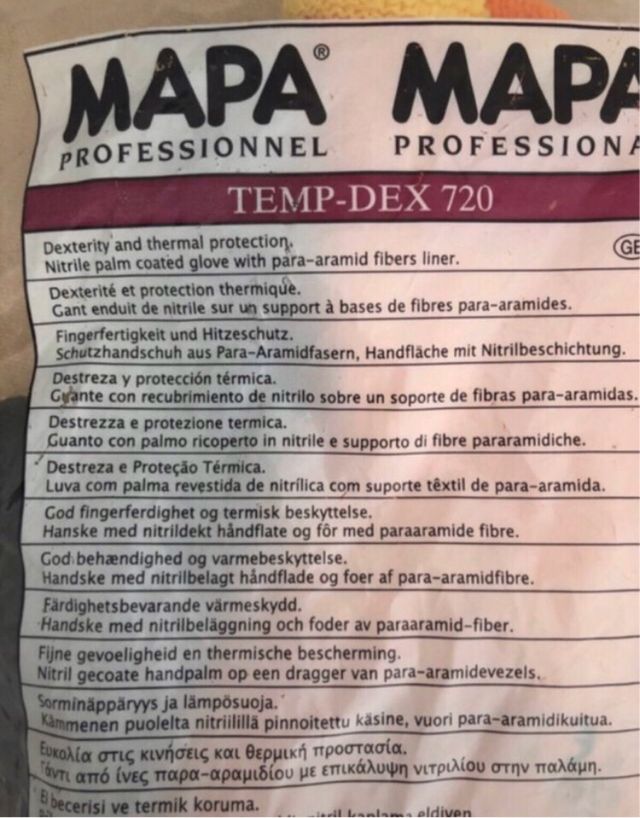 MAPA® MAPA
PROFESSIONNEL PROFESSIONA
TEMP-DEX 720
Dexterity and thermal protection. GB
Nitrile palm coated glove with para-aramid fibers liner.
Dexterité et protection thermique.
Gant enduit de nitrile sur un support à bases de fibres para-aramides.
Fingerfertigkeit und Hitzeschutz.
Schutzhandschuh aus Para-Aramidfasern, Handfläche mit Nitrilbeschichtung.
Destreza y protección térmica.
Guante con recubrimiento de nitrilo sobre un soporte de fibras para-aramidas.
Destrezza e protezione termica.
Guanto con palmo ricoperto in nitrile e supporto di fibre pararamidiche.
Destreza e Proteção Térmica.
Luva com palma revestida de nitrílica com suporte têxtil de para-aramida.
God fingerferdighet og termisk beskyttelse.
Hanske med nitrildekt håndflate og fôr med paraaramide fibre.
God behændighed og varmebeskyttelse.
Handske med nitrilbelagt håndflade og foer af para-aramidfibre.
Färdighetsbevarande värmeskydd.
Handske med nitrilbeläggning och foder av paraaramid-fiber.
Fijne gevoeligheid en thermische bescherming.
Nitril gecoate handpalm op een dragger van para-aramidevezels.
Sorminäppäryys ja lämpösuoja.
Kämmenen puolelta nitriilillä pinnoitettu käsine, vuori para-aramidikuitua.
Ευκολία στις κινήσεις και θερμική προστασία.
Γάντι από ίνες παρα-αραμιδίου με επικάλυψη νιτριλίου στην παλάμη.
El becerisi ve termik koruma.
nitril kaplama eldiven